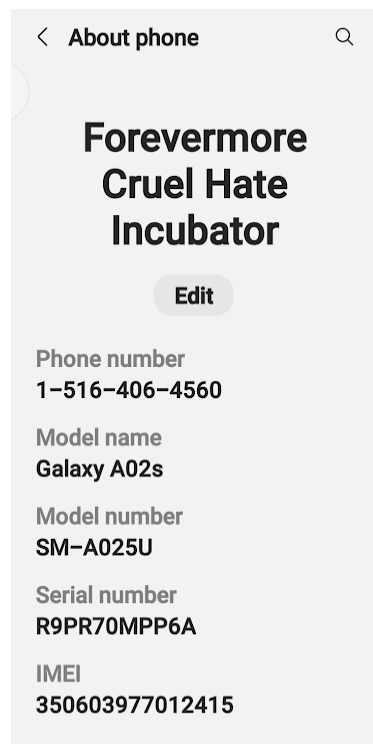 About phone
Forevermore
Cruel Hate
Incubator
Edit
Phone number
1-516-406-4560
Model name
Galaxy A02s
Model number
SM-A025U
Serial number
R9PR70MPP6A
IMEI
350603977012415